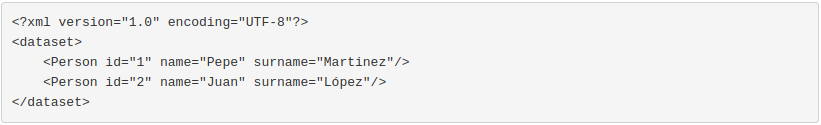 <?xml version="1.0" encoding="UTF-8"?>
<dataset>
    <Person id="1" name="Pepe" surname="Martinez"/>
    <Person id="2" name="Juan" surname="López"/>
</dataset>